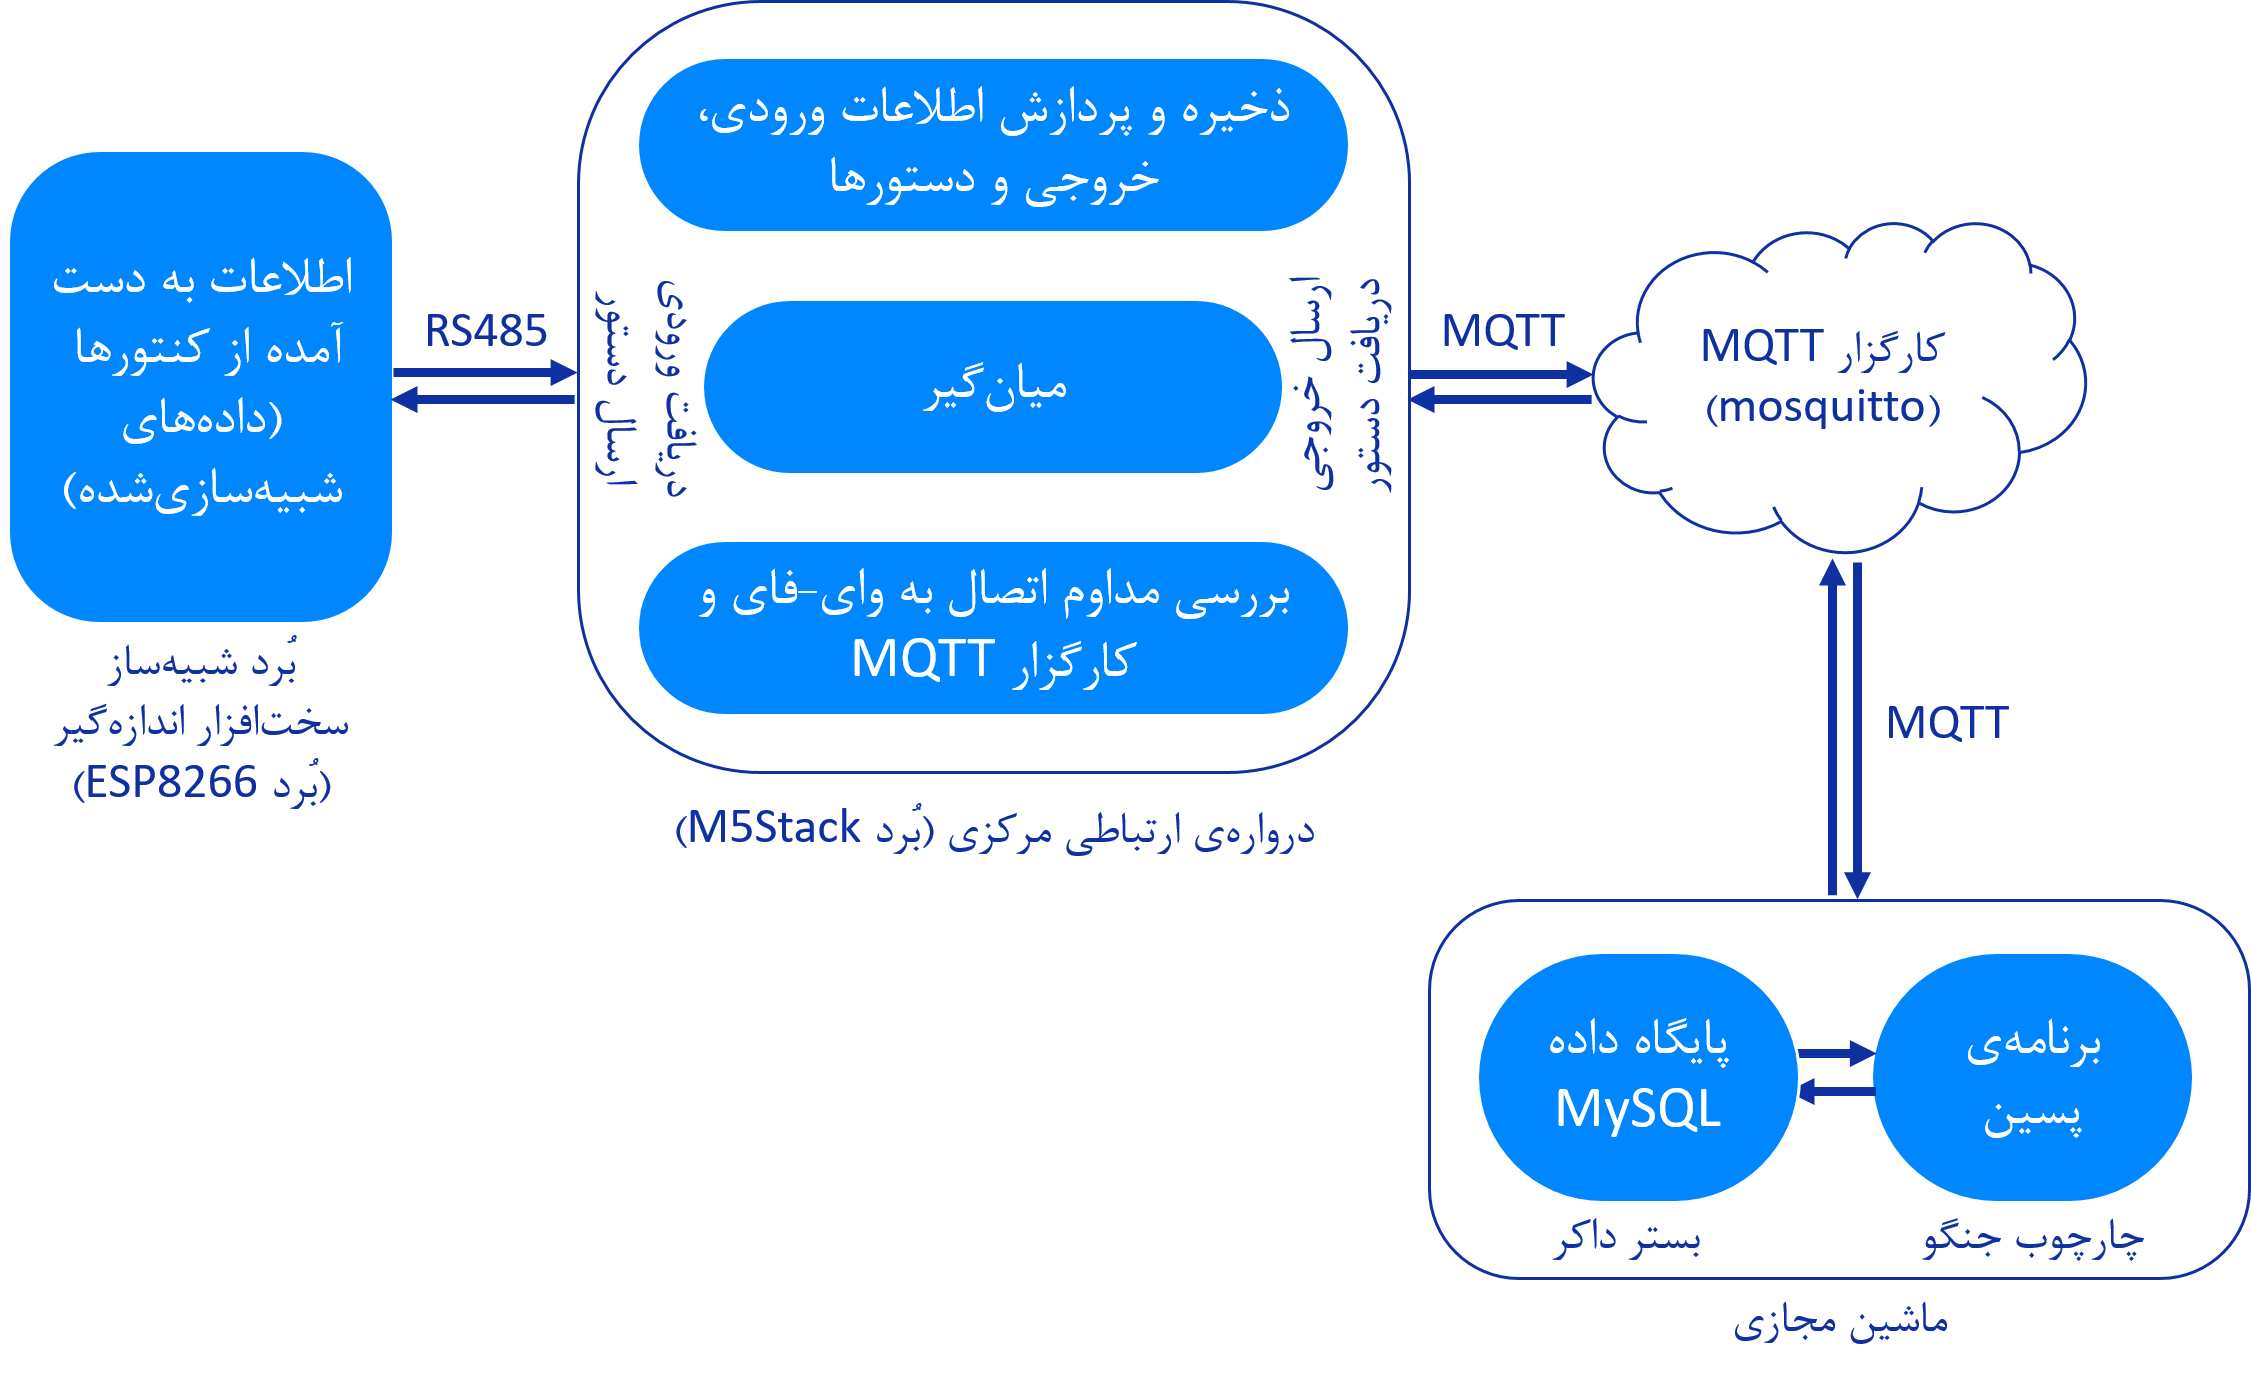 اطلاعات به دست
آمده از کنتورها
(داده‌های
شبیه‌سازی‌شده)
بُرد شبیه‌ساز
سخت‌افزار اندازه‌گیر
(بُرد ESP8266)
RS485
ذخیره و پردازش اطلاعات ورودی،
خروجی و دستورها
دریافت ورودی
ارسال دستور
میان‌گیر
ارسال خروجی
دریافت دستور
بررسی مداوم اتصال به وای-فای و
کارگزار MQTT
درواره‌ی ارتباطی مرکزی (بُرد M5Stack)
MQTT
کارگزار MQTT
(mosquitto)
MQTT
پایگاه داده
MySQL
بستر داکر
برنامه‌ی
پسین
چارچوب جنگو
ماشین مجازی